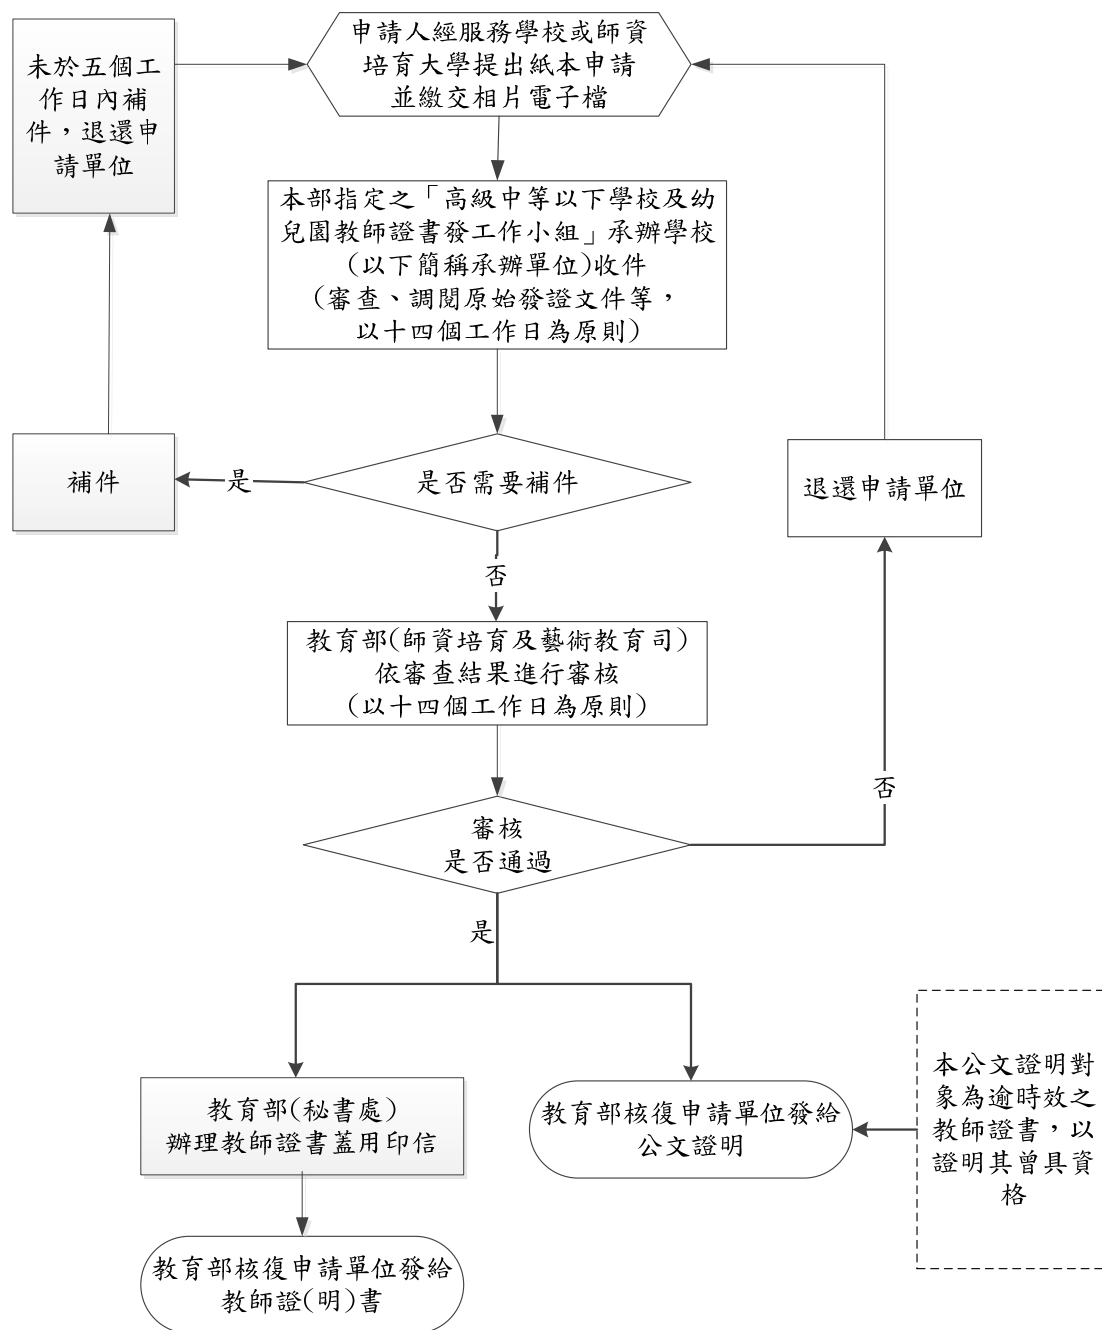 申請人經服務學校或師資
培育大學提出紙本申請
並繳交相片電子檔
未於五個工
作日內補
件，退還申
請單位
本部指定之「高級中等以下學校及幼
兒園教師證書發工作小組」承辦學校
(以下簡稱承辦單位)收件
(審查、調閱原始發證文件等，
以十四個工作日為原則)
補件
是
是否需要補件
退還申請單位
否
教育部(師資培育及藝術教育司)
依審查結果進行審核
(以十四個工作日為原則)
否
審核
是否通過
是
教育部(秘書處)
辦理教師證書蓋用印信
教育部核復申請單位發給
公文證明
本公文證明對
象為逾時效之
教師證書，以
證明其曾具資
格
教育部核復申請單位發給
教師證(明)書